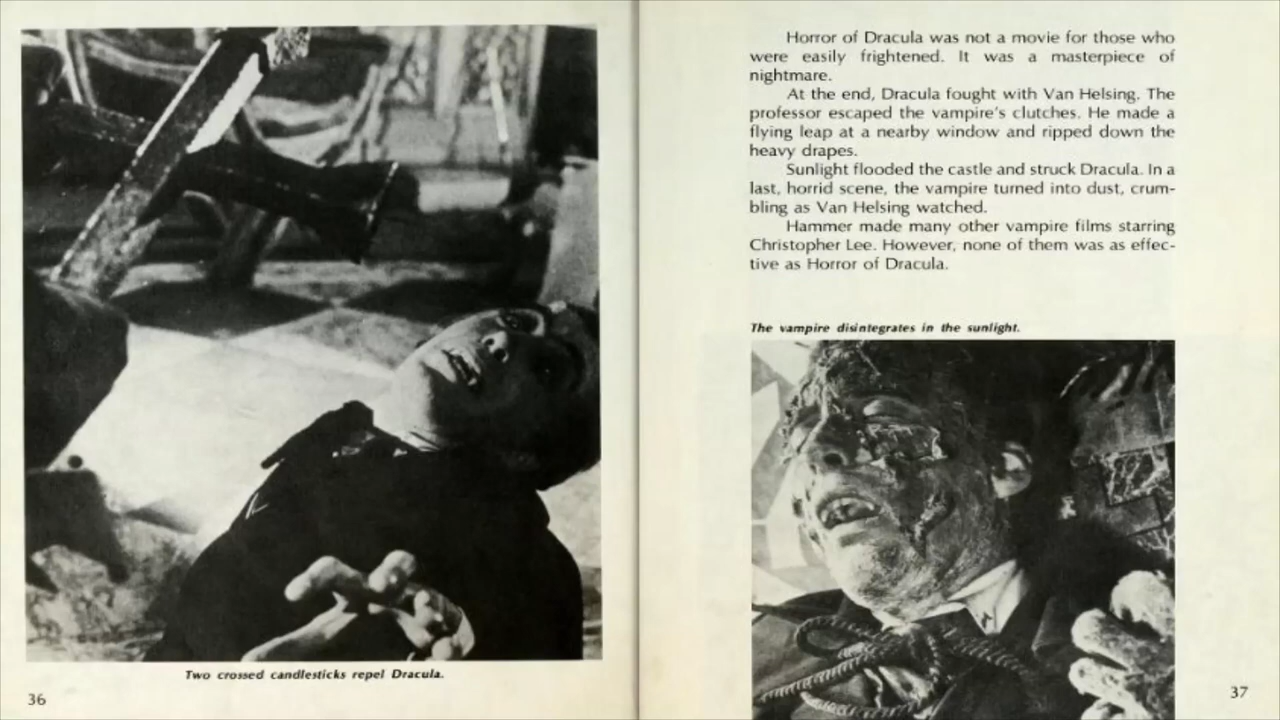 Two crossed candlesticks repel Dracula.
36
Horror of Dracula was not a movie for those who
were easily frightened. It was a masterpiece of
nightmare.
At the end, Dracula fought with Van Helsing. The
professor escaped the vampire's clutches. He made a
flying leap at a nearby window and ripped down the
heavy drapes.
Sunlight flooded the castle and struck Dracula. In a
last, horrid scene, the vampire turned into dust, crum-
bling as Van Helsing watched.
Hammer made many other vampire films starring
Christopher Lee. However, none of them was as effec-
tive as Horror of Dracula.
The vampire disintegrates in the sunlight.
37